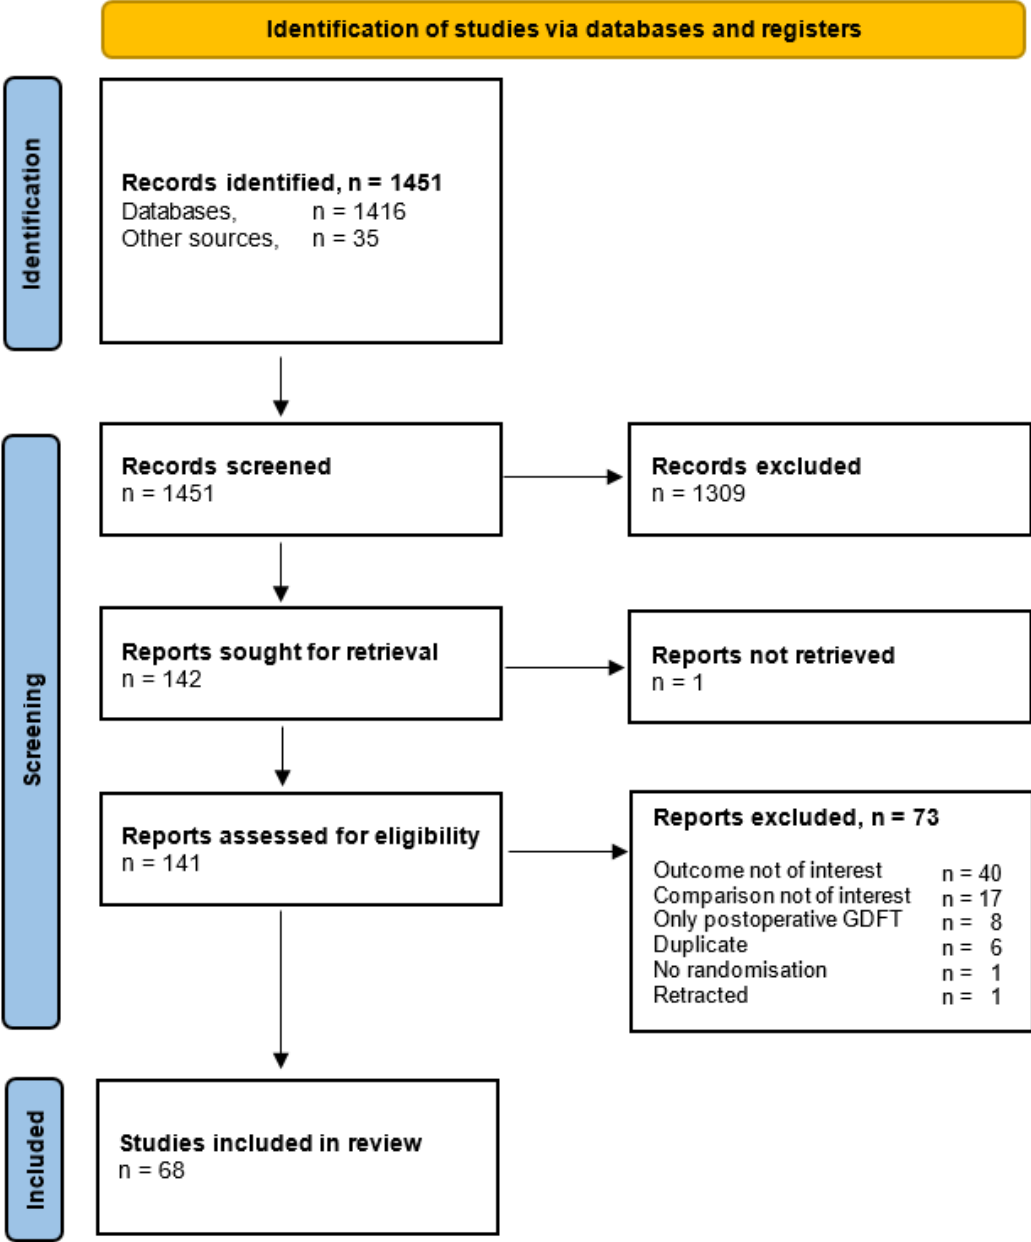 Identification of studies via databases and registers
Identification
Records identified, n = 1451
Databases, n = 1416
Other sources, n = 35
Screening
Records screened
n = 1451
Records excluded
n = 1309
Reports sought for retrieval
n = 142
Reports not retrieved
n = 1
Reports assessed for eligibility
n = 141
Reports excluded, n = 73
Outcome not of interest n = 40
Comparison not of interest n = 17
Only postoperative GDFT n = 8
Duplicate n = 6
No randomisation n = 1
Retracted n = 1
Included
Studies included in review
n = 68